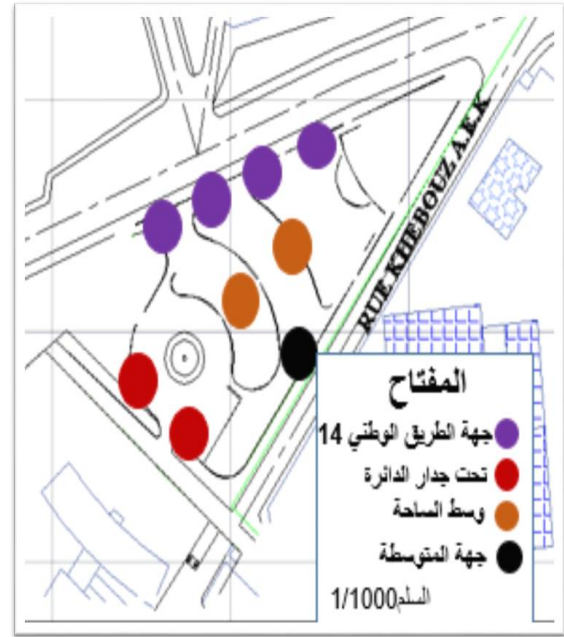 RUE KHEBOUZ A.E.K
المفتاح
جهة الطريق الوطني 14
تحت جدار الدائرة
وسط الساحة
جهة المتوسطة
السلم1/1000